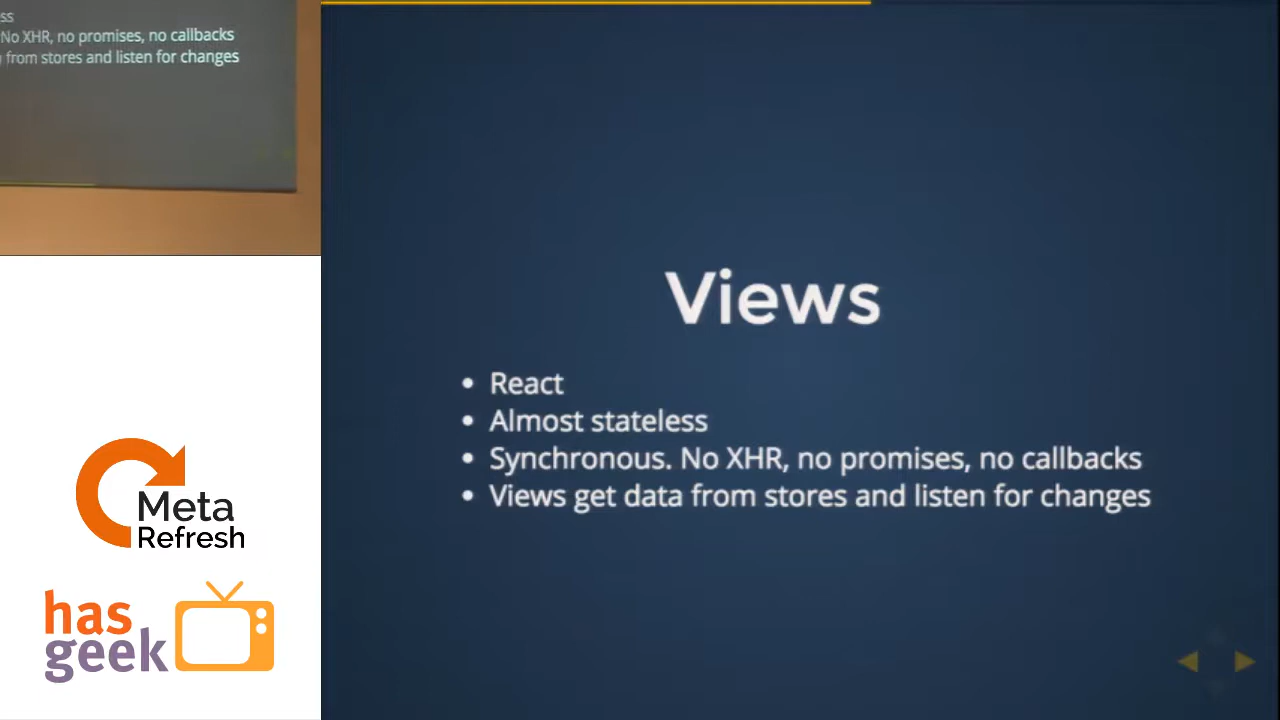 ss
No XHR, no promises, no callbacks
from stores and listen for changes
Views
• React
• Almost stateless
• Synchronous. No XHR, no promises, no callbacks
• Views get data from stores and listen for changes
Meta
Refresh
has
geek